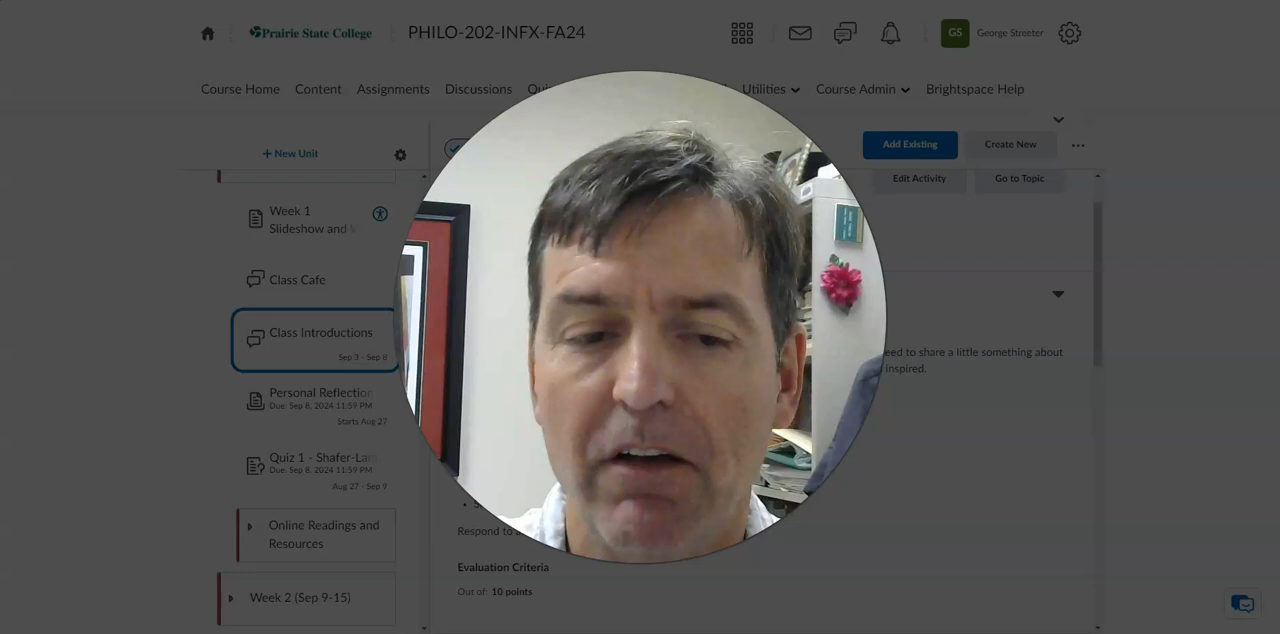 Prairie State College
PHILO-202-INFX-FA24
GS
George Streeter
Course Home
Content
Assignments
Discussions
Utilities
Course Admin
Brightspace Help
+ New Unit
Add Existing
Create New
Edit Activity
Go to Topic
Week 1
Slideshow and
Class Cafe
Class Introductions
Sep 3 - Sep 8
Personal Reflection
Due: Sep 8, 2024 11:59 PM
Starts Aug 27
Quiz 1 - Shafer-La
Due: Sep 8, 2024 11:59 PM
Aug 27 - Sep 9
Online Readings and
Resources
Week 2 (Sep 9-15)
to share a little something about
inspired.
Respond to
Evaluation Criteria
Out of: 10 points